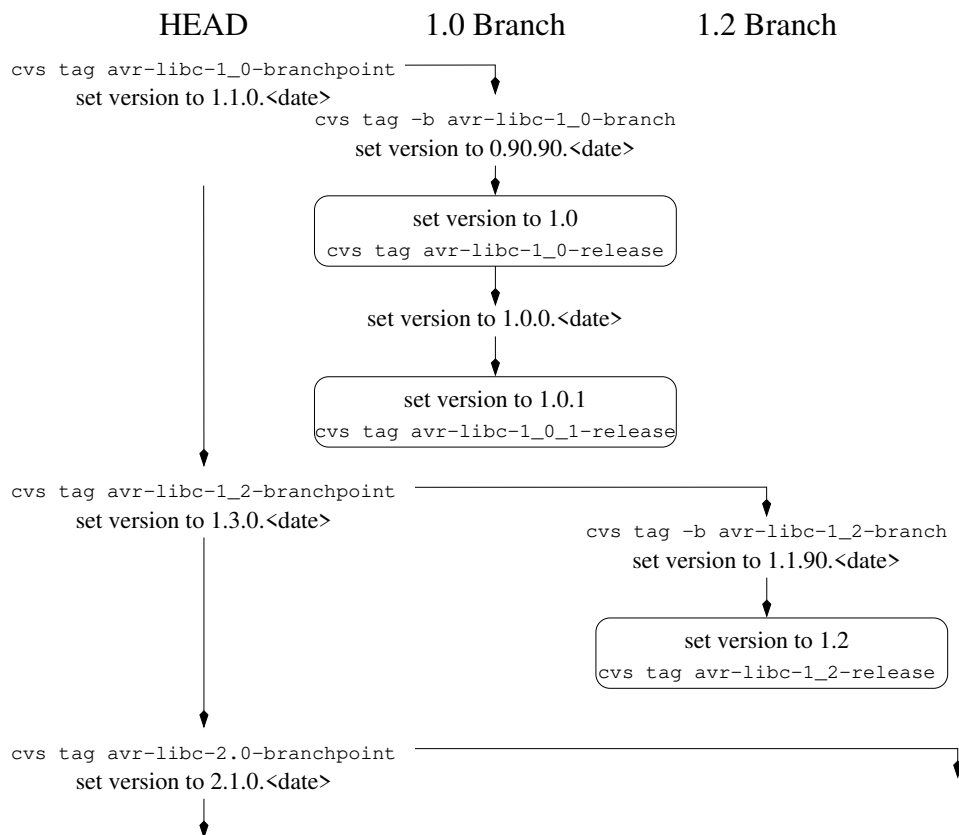 HEAD
1.0 Branch
1.2 Branch
cvs tag avr-libc-1_0-branchpoint
set version to 1.1.0.<date>
cvs tag -b avr-libc-1_0-branch
set version to 0.90.90.<date>
set version to 1.0
cvs tag avr-libc-1_0-release
set version to 1.0.0.<date>
set version to 1.0.1
cvs tag avr-libc-1_0_1-release
cvs tag avr-libc-1_2-branchpoint
set version to 1.3.0.<date>
cvs tag -b avr-libc-1_2-branch
set version to 1.1.90.<date>
set version to 1.2
cvs tag avr-libc-1_2-release
cvs tag avr-libc-2.0-branchpoint
set version to 2.1.0.<date>